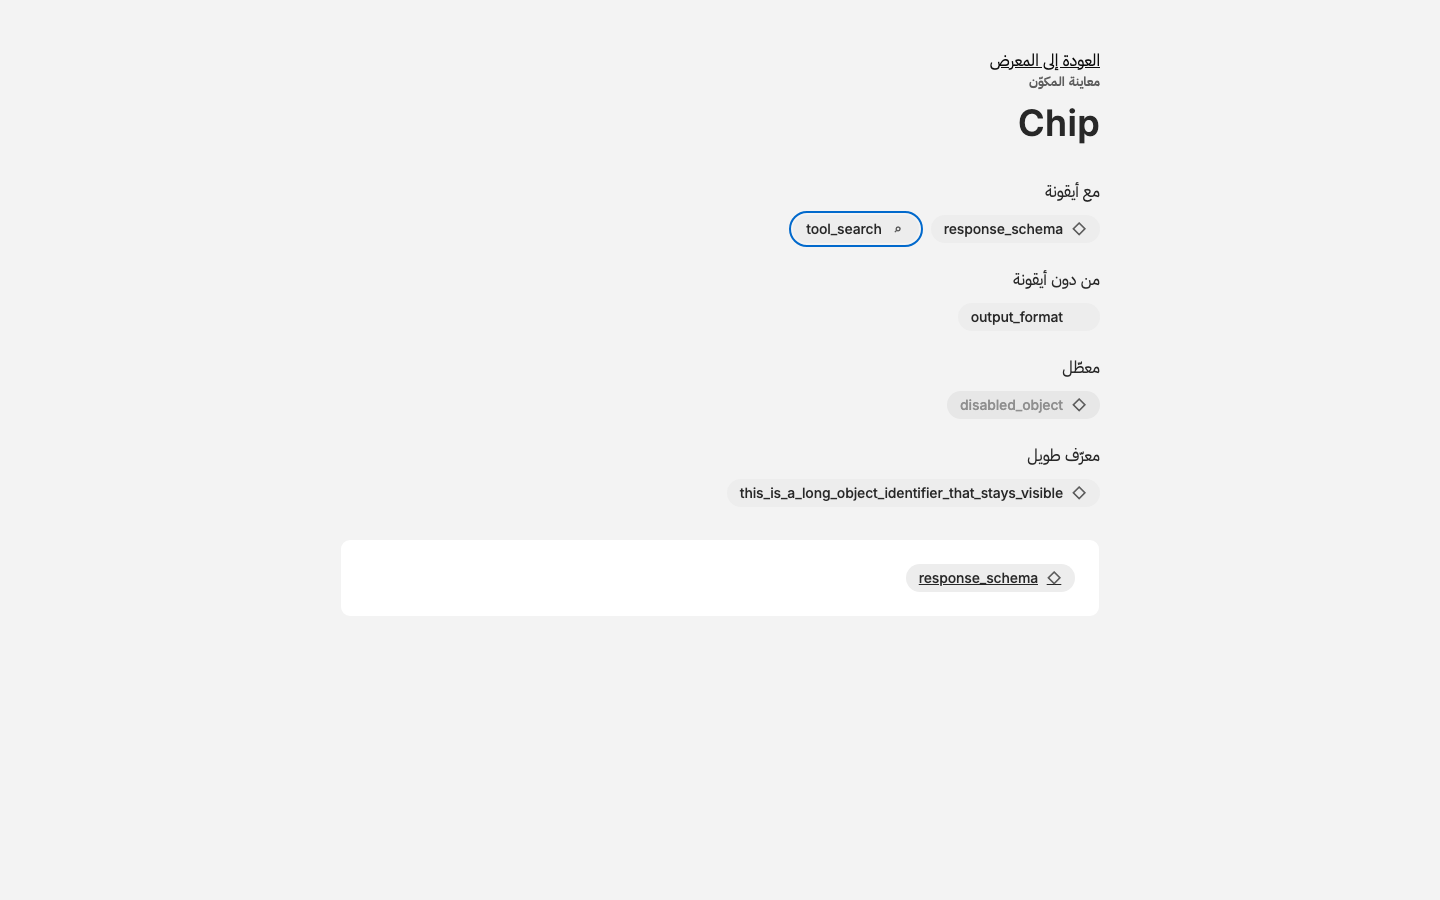 العودة إلى المعرض
معاينة المكوّن
Chip
مع أيقونة
response_schema
tool_search
من دون أيقونة
output_format
معطّل
disabled_object
معرّف طويل
this_is_a_long_object_identifier_that_stays_visible
response_schema